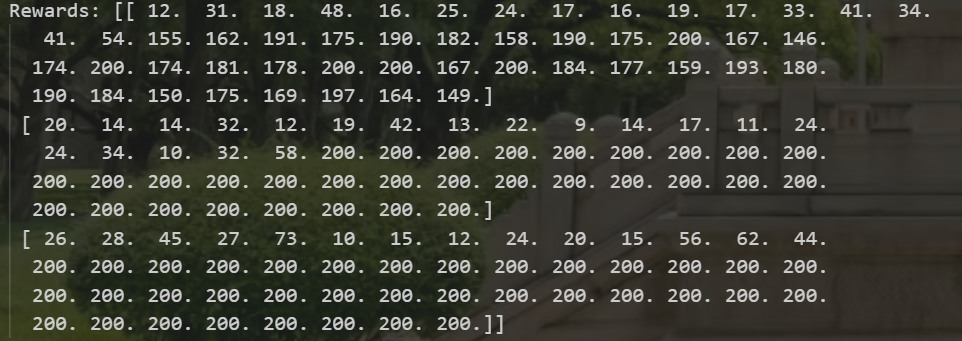 Rewards: [[ 12.  31.  18.  48.  16.  25.  24.  17.  16.  19.  17.  33.  41.  34.
   41.  54. 155. 162. 191. 175. 190. 182. 158. 190. 175. 200. 167. 146.
  174. 200. 174. 181. 178. 200. 200. 167. 200. 184. 177. 159. 193. 180.
  190. 184. 150. 175. 169. 197. 164. 149.]
 [ 20.  14.  14.  32.  12.  19.  42.  13.  22.   9.  14.  17.  11.  24.
   24.  34.  10.  32.  58. 200. 200. 200. 200. 200. 200. 200. 200. 200.
  200. 200. 200. 200. 200. 200. 200. 200. 200. 200. 200. 200. 200. 200.
  200. 200. 200. 200. 200. 200. 200. 200.]
 [ 26.  28.  45.  27.  73.  10.  15.  12.  24.  20.  15.  56.  62.  44.
  200. 200. 200. 200. 200. 200. 200. 200. 200. 200. 200. 200. 200. 200.
  200. 200. 200. 200. 200. 200. 200. 200. 200. 200. 200. 200. 200. 200.
  200. 200. 200. 200. 200. 200. 200. 200.]]